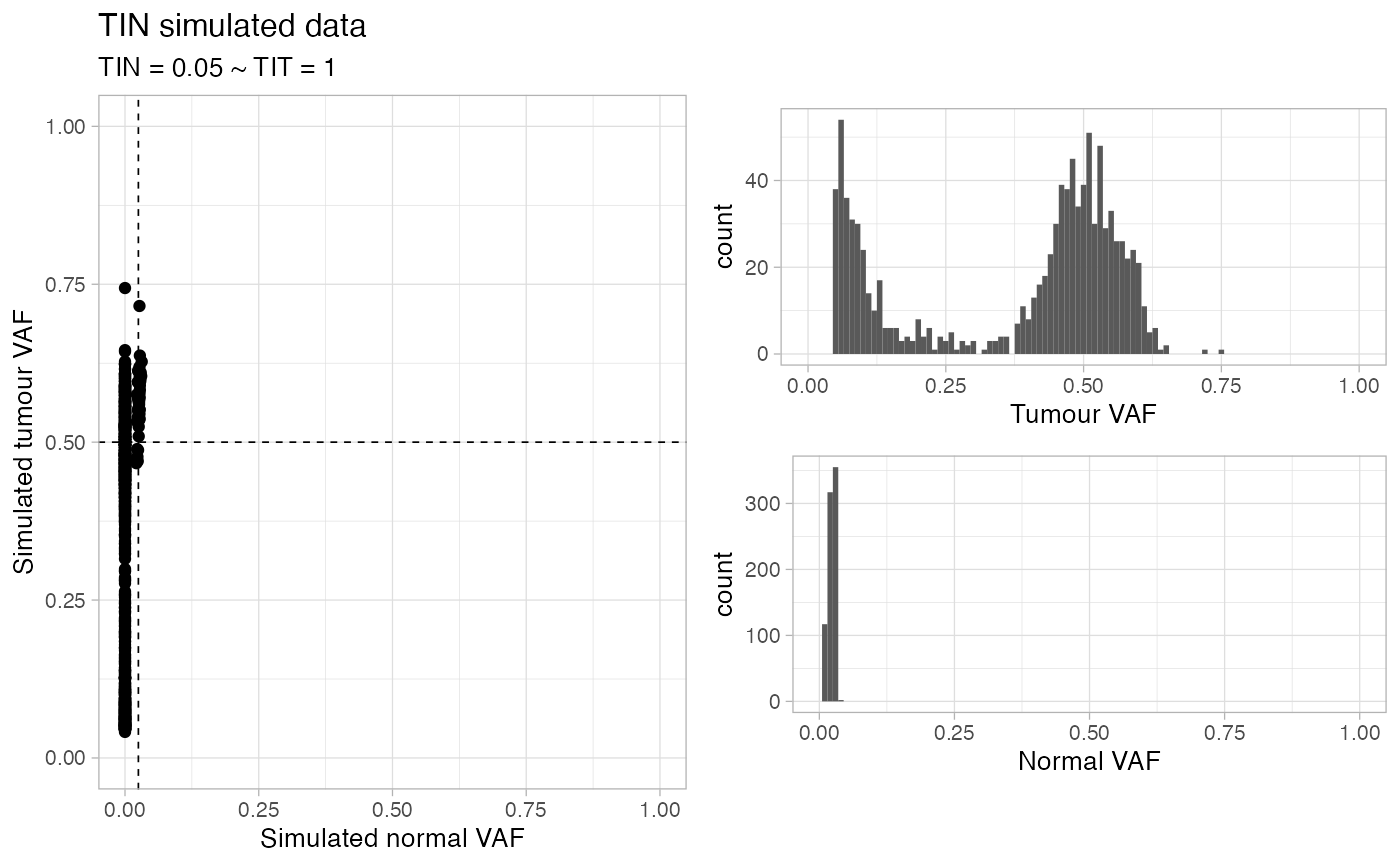 TIN simulated data
TIN = 0.05 ~ TIT = 1
Simulated tumour VAF
1.00
0.75
0.50
0.25
0.00
0.00 0.25 0.50 0.75 1.00
Simulated normal VAF
count
40
20
0
0.00 0.25 0.50 0.75 1.00
Tumour VAF
count
300
200
100
0
0.00 0.25 0.50 0.75 1.00
Normal VAF